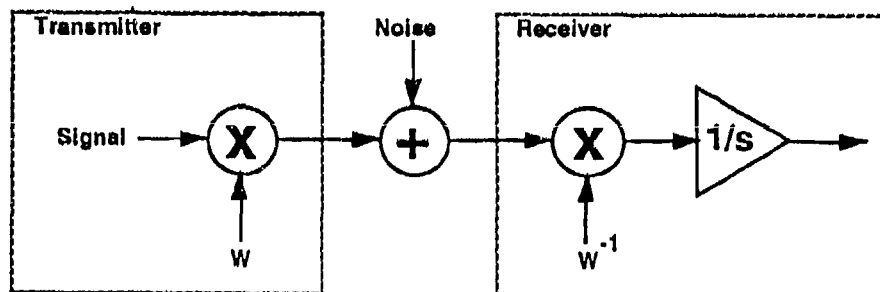 Transmitter
Noise
Receiver
Signal
X
+
X
1/s
W
W⁻¹